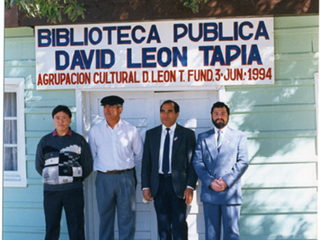 BIBLIOTECA PUBLICA
DAVID LEON TAPIA
AGRUPACION CULTURAL D. LEON T. FUND. 3 - JUN: 1994